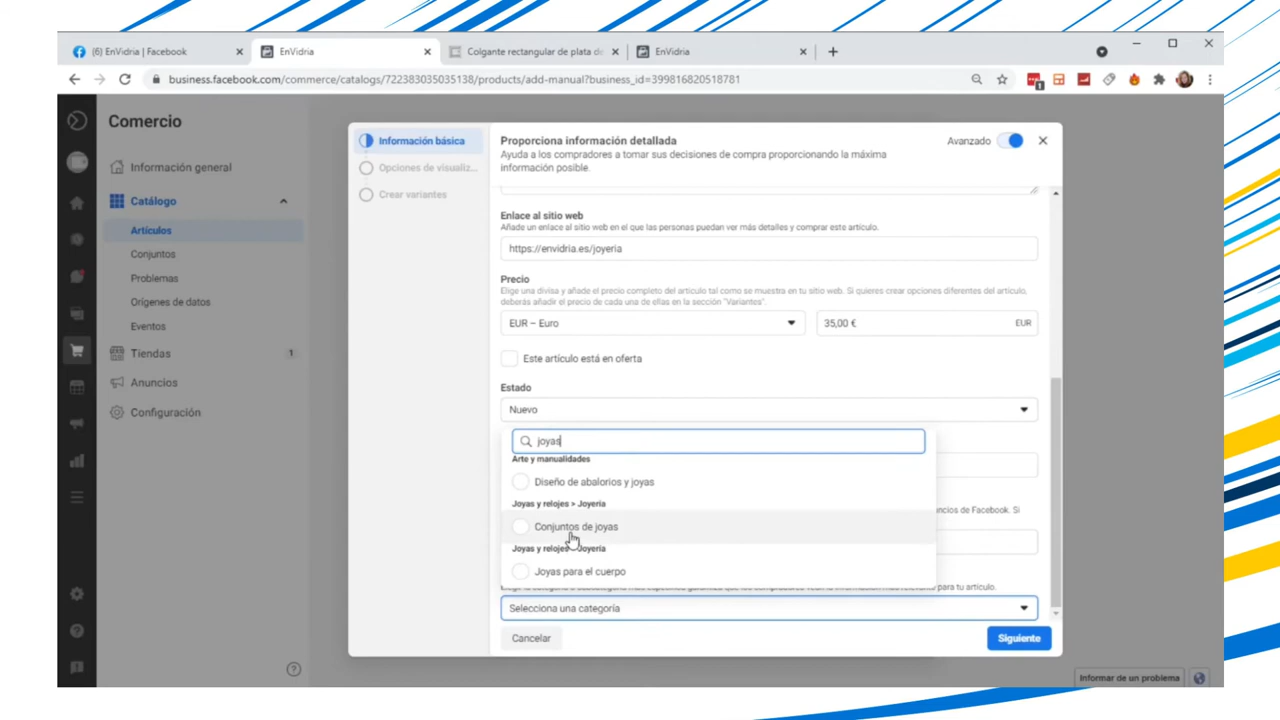 (6) EnVidria | Facebook
EnVidria
Colgante rectangular de plata de
EnVidria
business.facebook.com/commerce/catalogs/722383035035138/products/add-manual?business_id=399816820518781
1
Comercio
Información general
Catálogo
Artículos
Conjuntos
Problemas
Orígenes de datos
Eventos
Tiendas
1
Anuncios
Configuración
Información básica
Opciones de visualiz...
Crear variantes
Proporciona información detallada
Avanzado
Ayuda a los compradores a tomar sus decisiones de compra proporcionando la máxima
información posible.
Enlace al sitio web
Añade un enlace al sitio web en el que las personas puedan ver más detalles y comprar este artículo.
https://envidria.es/joyeria
Precio
Elige una divisa y añade el precio completo del artículo tal como se muestra en tu sitio web. Si quieres crear opciones diferentes del artículo,
deberás añadir el precio de cada una de ellas en la sección "Variantes".
EUR – Euro
35,00 €
EUR
Este artículo está en oferta
Estado
Nuevo
joyas
Arte y manualidades
Diseño de abalorios y joyas
Joyas y relojes > Joyería
ncios de Facebook. Si
Conjuntos de joyas
Joyas y relojes > Joyería
Joyas para el cuerpo
para tu artículo.
Selecciona una categoría
Cancelar
Siguiente
Informar de un problema